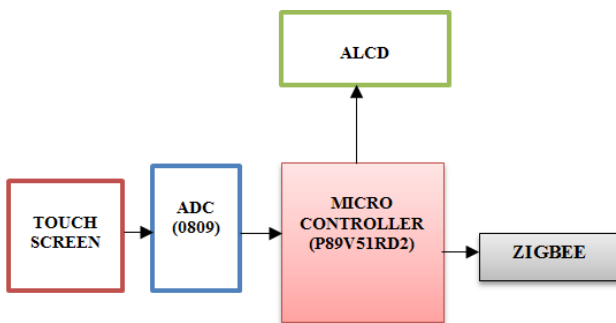 ALCD
TOUCH
SCREEN
ADC
(0809)
MICRO
CONTROLLER
(P89V51RD2)
ZIGBEE